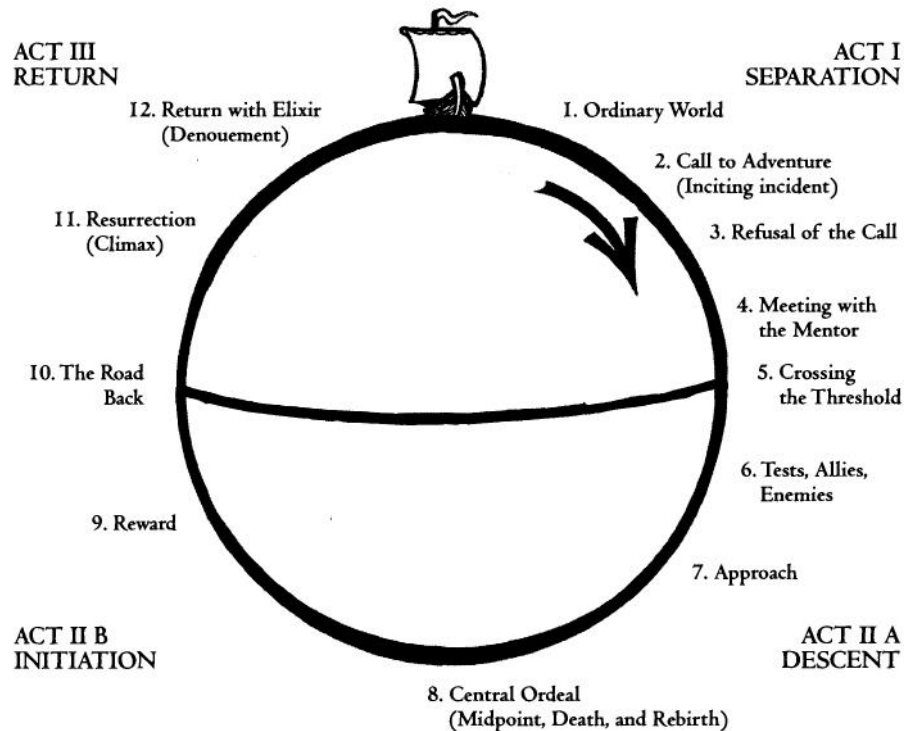 ACT III
RETURN
ACT I
SEPARATION
12. Return with Elixir
(Denouement)
1. Ordinary World
2. Call to Adventure
(Inciting incident)
11. Resurrection
(Climax)
3. Refusal of the Call
4. Meeting with
the Mentor
10. The Road
Back
5. Crossing
the Threshold
6. Tests, Allies,
Enemies
9. Reward
7. Approach
ACT II B
INITIATION
ACT II A
DESCENT
8. Central Ordeal
(Midpoint, Death, and Rebirth)